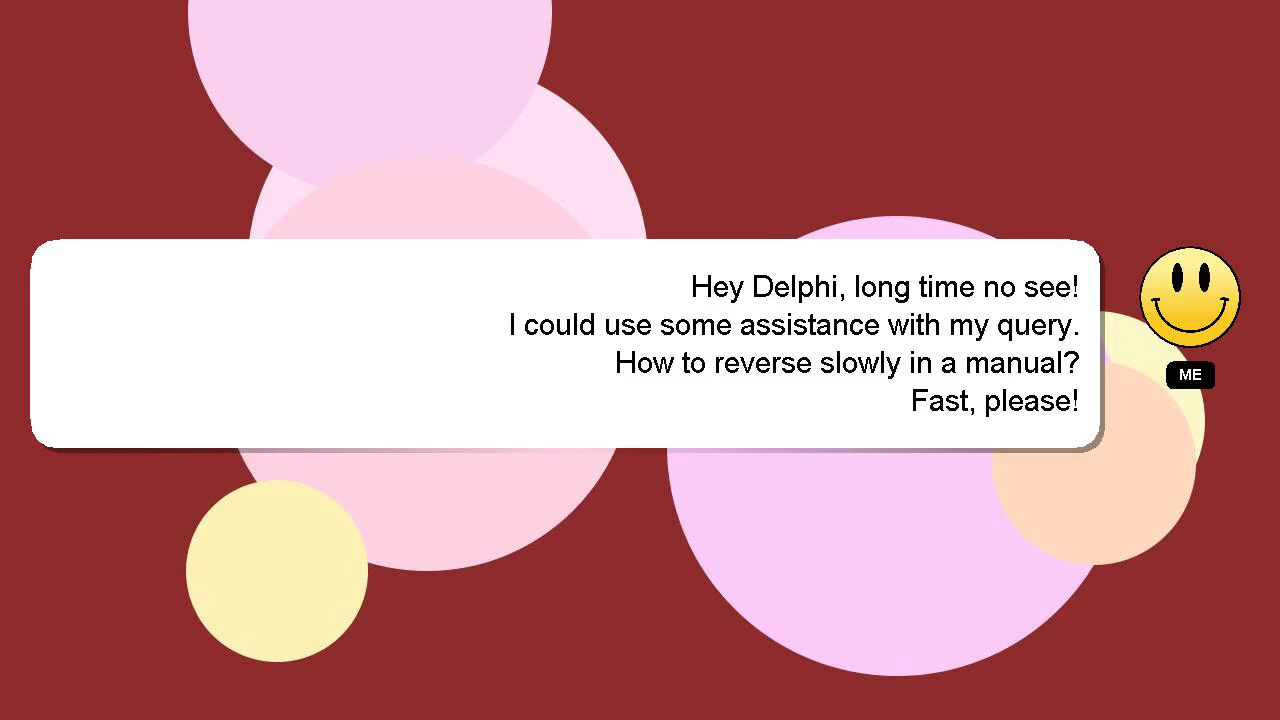 Hey Delphi, long time no see!
I could use some assistance with my query.
How to reverse slowly in a manual?
Fast, please!
ME